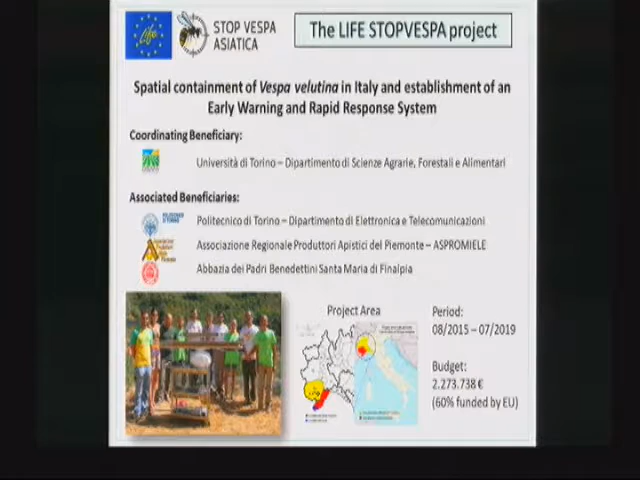 Life
STOP VESPA
ASIATICA
The LIFE STOPVESPA project
Spatial containment of Vespa velutina in Italy and establishment of an
Early Warning and Rapid Response System
Coordinating Beneficiary:
Università di Torino – Dipartimento di Scienze Agrarie, Forestali e Alimentari
Associated Beneficiaries:
Politecnico di Torino – Dipartimento di Elettronica e Telecomunicazioni
Associazione Regionale Produttori Apistici del Piemonte – ASPROMIELE
Abbazia dei Padri Benedettini Santa Maria di Finalpia
Project Area
Period:
08/2015 – 07/2019
Budget:
2.273.738 €
(60% funded by EU)